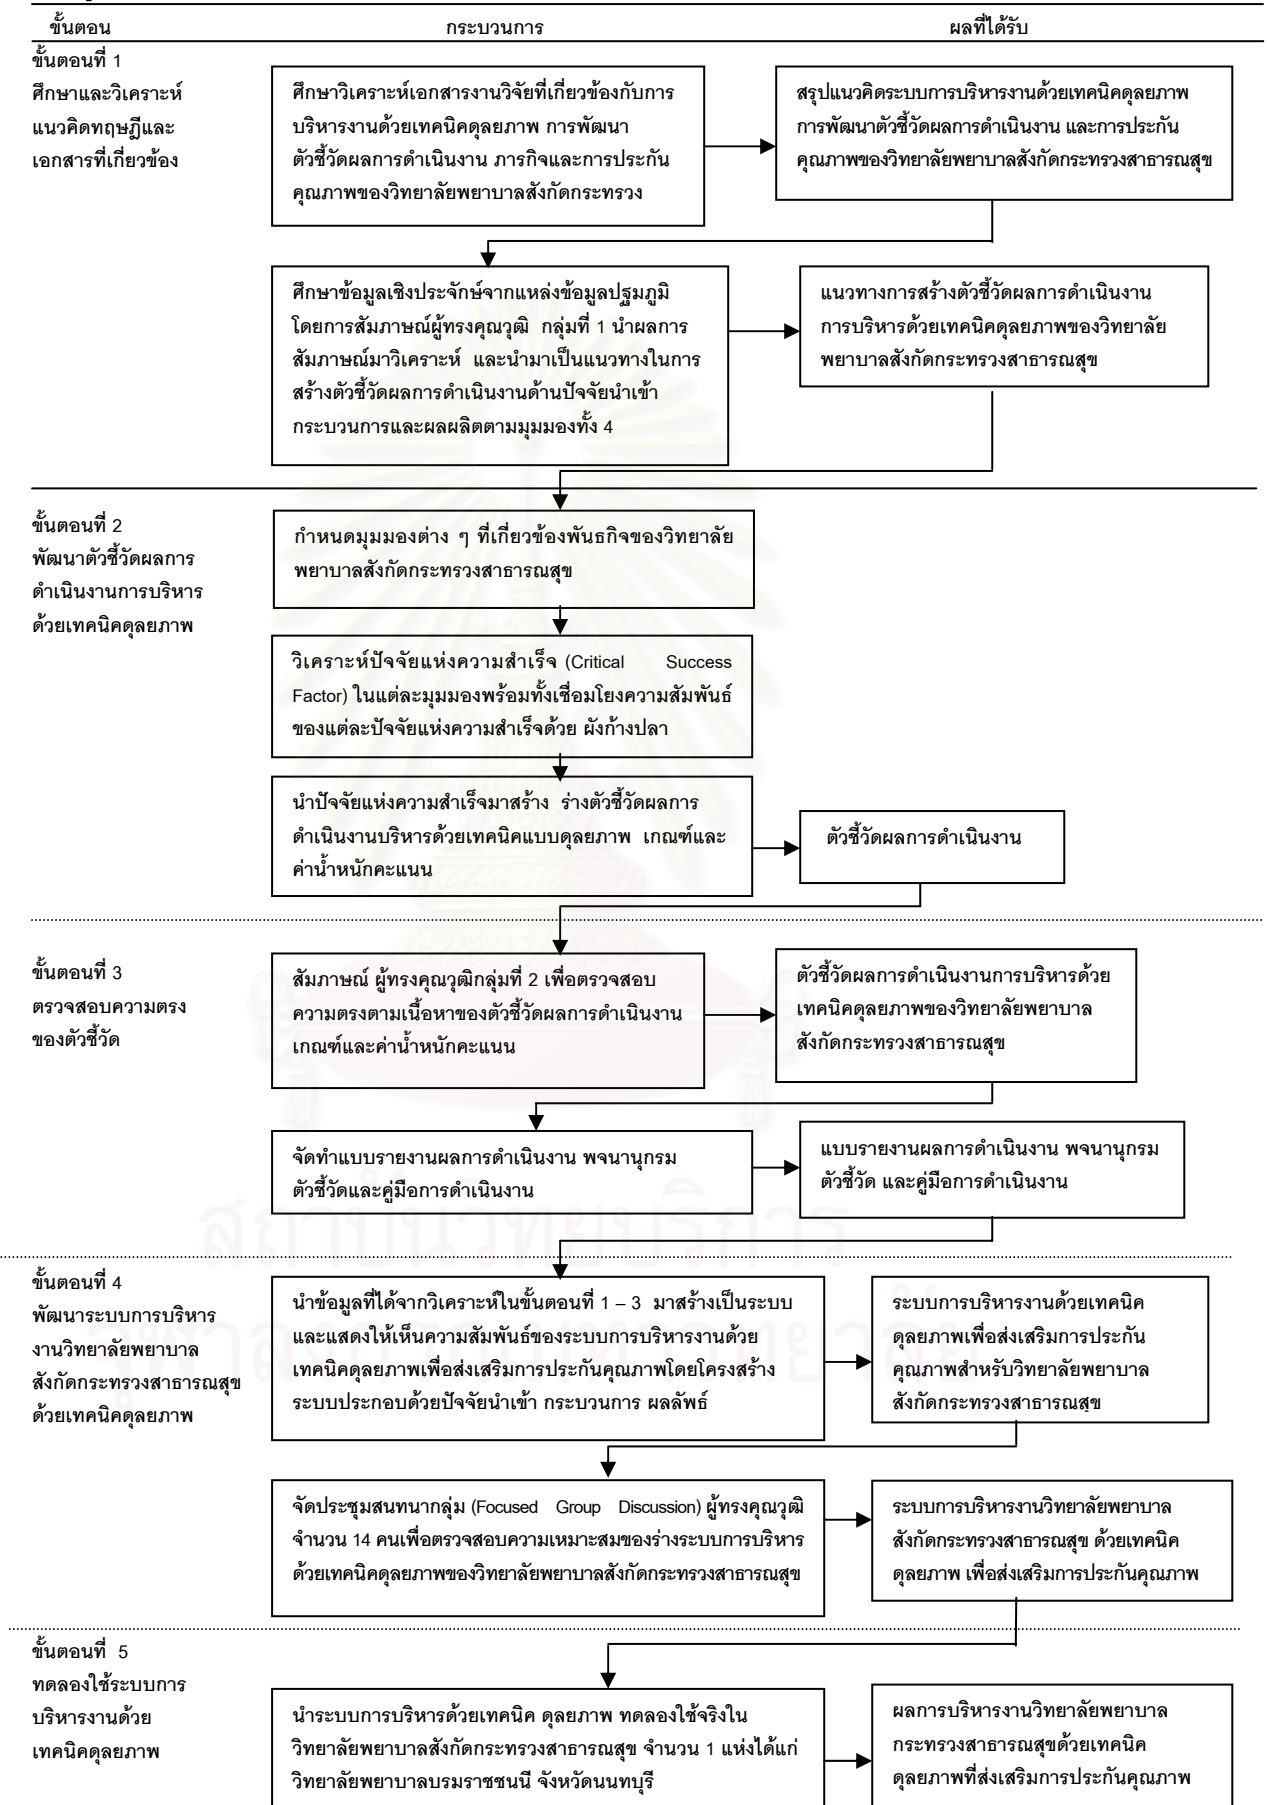 ขั้นตอน
กระบวนการ
ผลที่ได้รับ
ขั้นตอนที่ 1
ศึกษาและวิเคราะห์
แนวคิดทฤษฎีและ
เอกสารที่เกี่ยวข้อง
ศึกษาวิเคราะห์เอกสารงานวิจัยที่เกี่ยวข้องกับการ
บริหารงานด้วยเทคนิคดุลยภาพ การพัฒนา
ตัวชี้วัดผลการดำเนินงาน ภารกิจและการประกัน
คุณภาพของวิทยาลัยพยาบาลสังกัดกระทรวง
สรุปแนวคิดระบบการบริหารงานด้วยเทคนิคดุลยภาพ
การพัฒนาตัวชี้วัดผลการดำเนินงาน และการประกัน
คุณภาพของวิทยาลัยพยาบาลสังกัดกระทรวงสาธารณสุข
ศึกษาข้อมูลเชิงประจักษ์จากแหล่งข้อมูลปฐมภูมิ
โดยการสัมภาษณ์ผู้ทรงคุณวุฒิ กลุ่มที่ 1 นำผลการ
สัมภาษณ์มาวิเคราะห์ และนำมาเป็นแนวทางในการ
สร้างตัวชี้วัดผลการดำเนินงานด้านปัจจัยนำเข้า
กระบวนการและผลผลิตตามมุมมองทั้ง 4
แนวทางการสร้างตัวชี้วัดผลการดำเนินงาน
การบริหารด้วยเทคนิคดุลยภาพของวิทยาลัย
พยาบาลสังกัดกระทรวงสาธารณสุข
ขั้นตอนที่ 2
พัฒนาตัวชี้วัดผลการ
ดำเนินงานการบริหาร
ด้วยเทคนิคดุลยภาพ
กำหนดมุมมองต่าง ๆ ที่เกี่ยวข้องพันธกิจของวิทยาลัย
พยาบาลสังกัดกระทรวงสาธารณสุข
วิเคราะห์ปัจจัยแห่งความสำเร็จ (Critical Success
Factor) ในแต่ละมุมมองพร้อมทั้งเชื่อมโยงความสัมพันธ์
ของแต่ละปัจจัยแห่งความสำเร็จด้วย ผังก้างปลา
นำปัจจัยแห่งความสำเร็จมาสร้าง ร่างตัวชี้วัดผลการ
ดำเนินงานบริหารด้วยเทคนิคแบบดุลยภาพ เกณฑ์และ
ค่าน้ำหนักคะแนน
ตัวชี้วัดผลการดำเนินงาน
ขั้นตอนที่ 3
ตรวจสอบความตรง
ของตัวชี้วัด
สัมภาษณ์ ผู้ทรงคุณวุฒิกลุ่มที่ 2 เพื่อตรวจสอบ
ความตรงตามเนื้อหาของตัวชี้วัดผลการดำเนินงาน
เกณฑ์และค่าน้ำหนักคะแนน
ตัวชี้วัดผลการดำเนินงานการบริหารด้วย
เทคนิคดุลยภาพของวิทยาลัยพยาบาล
สังกัดกระทรวงสาธารณสุข
จัดทำแบบรายงานผลการดำเนินงาน พจนานุกรม
ตัวชี้วัดและคู่มือการดำเนินงาน
แบบรายงานผลการดำเนินงาน พจนานุกรม
ตัวชี้วัด และคู่มือการดำเนินงาน
สถาบันวิทยบริการ
จุฬาลงกรณ์มหาวิทยาลัย
ขั้นตอนที่ 4
พัฒนาระบบการบริหาร
งานวิทยาลัยพยาบาล
สังกัดกระทรวงสาธารณสุข
ด้วยเทคนิคดุลยภาพ
นำข้อมูลที่ได้จากวิเคราะห์ในขั้นตอนที่ 1 – 3 มาสร้างเป็นระบบ
และแสดงให้เห็นความสัมพันธ์ของระบบการบริหารงานด้วย
เทคนิคดุลยภาพเพื่อส่งเสริมการประกันคุณภาพโดยโครงสร้าง
ระบบประกอบด้วยปัจจัยนำเข้า กระบวนการ ผลลัพธ์
ระบบการบริหารงานด้วยเทคนิค
ดุลยภาพเพื่อส่งเสริมการประกัน
คุณภาพสำหรับวิทยาลัยพยาบาล
สังกัดกระทรวงสาธารณสุข
จัดประชุมสนทนากลุ่ม (Focused Group Discussion) ผู้ทรงคุณวุฒิ
จำนวน 14 คนเพื่อตรวจสอบความเหมาะสมของร่างระบบการบริหาร
ด้วยเทคนิคดุลยภาพของวิทยาลัยพยาบาลสังกัดกระทรวงสาธารณสุข
ระบบการบริหารงานวิทยาลัยพยาบาล
สังกัดกระทรวงสาธารณสุข ด้วยเทคนิค
ดุลยภาพ เพื่อส่งเสริมการประกันคุณภาพ
ขั้นตอนที่ 5
ทดลองใช้ระบบการ
บริหารงานด้วย
เทคนิคดุลยภาพ
นำระบบการบริหารด้วยเทคนิค ดุลยภาพ ทดลองใช้จริงใน
วิทยาลัยพยาบาลสังกัดกระทรวงสาธารณสุข จำนวน 1 แห่งได้แก่
วิทยาลัยพยาบาลบรมราชชนนี จังหวัดนนทบุรี
ผลการบริหารงานวิทยาลัยพยาบาล
กระทรวงสาธารณสุขด้วยเทคนิค
ดุลยภาพที่ส่งเสริมการประกันคุณภาพ